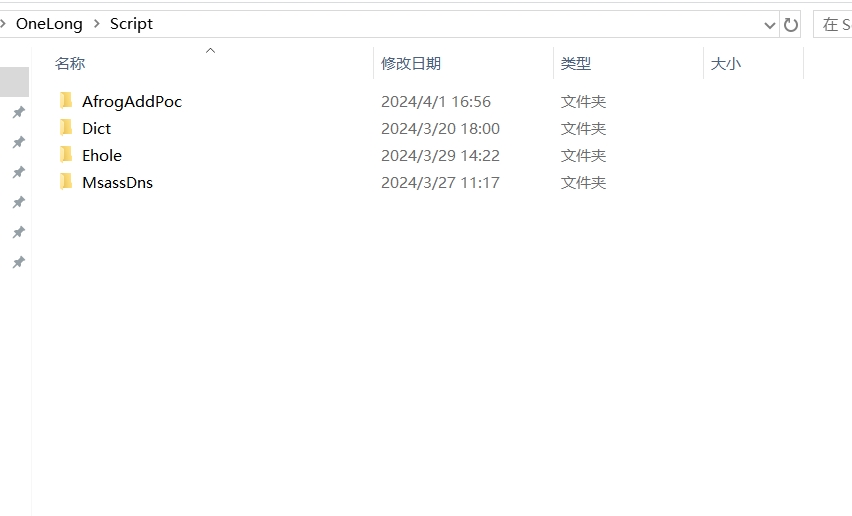 OneLong > Script 在 S
名称 修改日期 类型 大小
AfrogAddPoc 2024/4/1 16:56 文件夹
Dict 2024/3/20 18:00 文件夹
Ehole 2024/3/29 14:22 文件夹
MsassDns 2024/3/27 11:17 文件夹